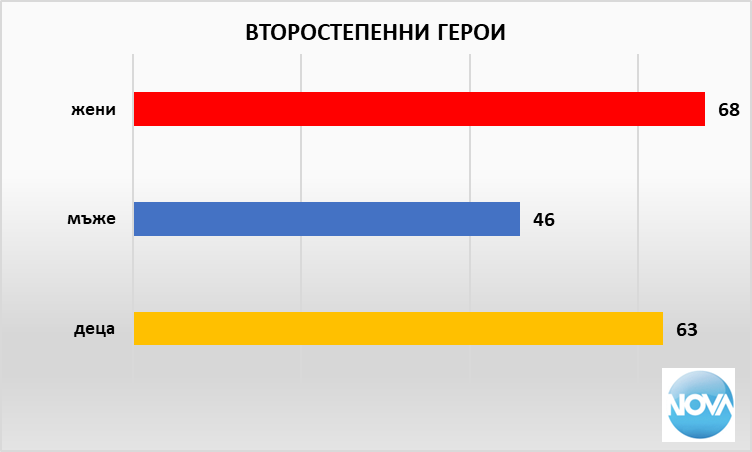 ВТОРОСТЕПЕННИ ГЕРОИ
жени 68
мъже 46
деца 63
NOVA